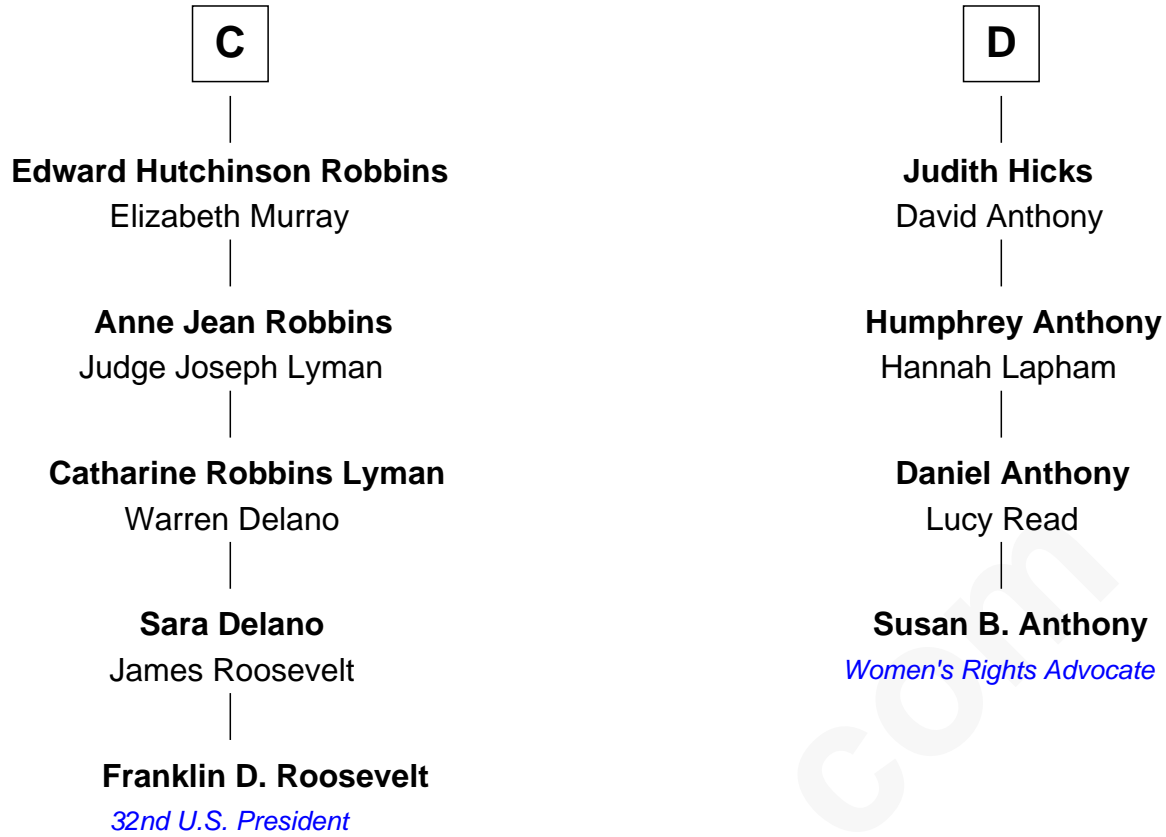 C
Edward Hutchinson Robbins
Elizabeth Murray
Anne Jean Robbins
Judge Joseph Lyman
Catharine Robbins Lyman
Warren Delano
Sara Delano
James Roosevelt
Franklin D. Roosevelt
32nd U.S. President
D
Judith Hicks
David Anthony
Humphrey Anthony
Hannah Lapham
Daniel Anthony
Lucy Read
Susan B. Anthony
Women's Rights Advocate
com